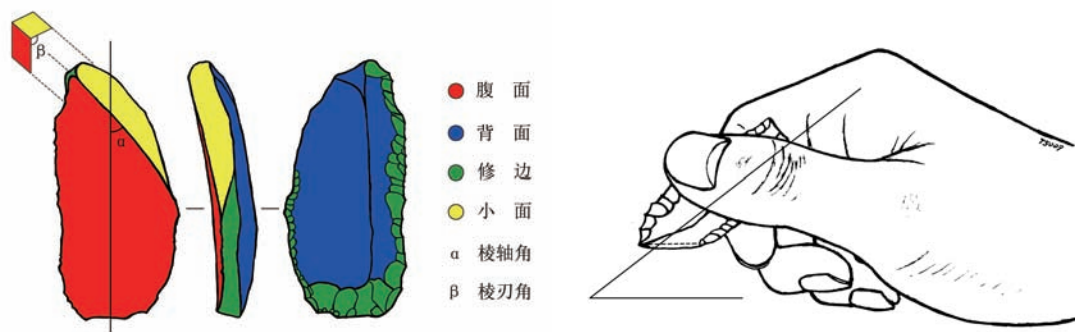 β
α
腹 面
背 面
修 边
小 面
α 棱轴角
β 棱刃角